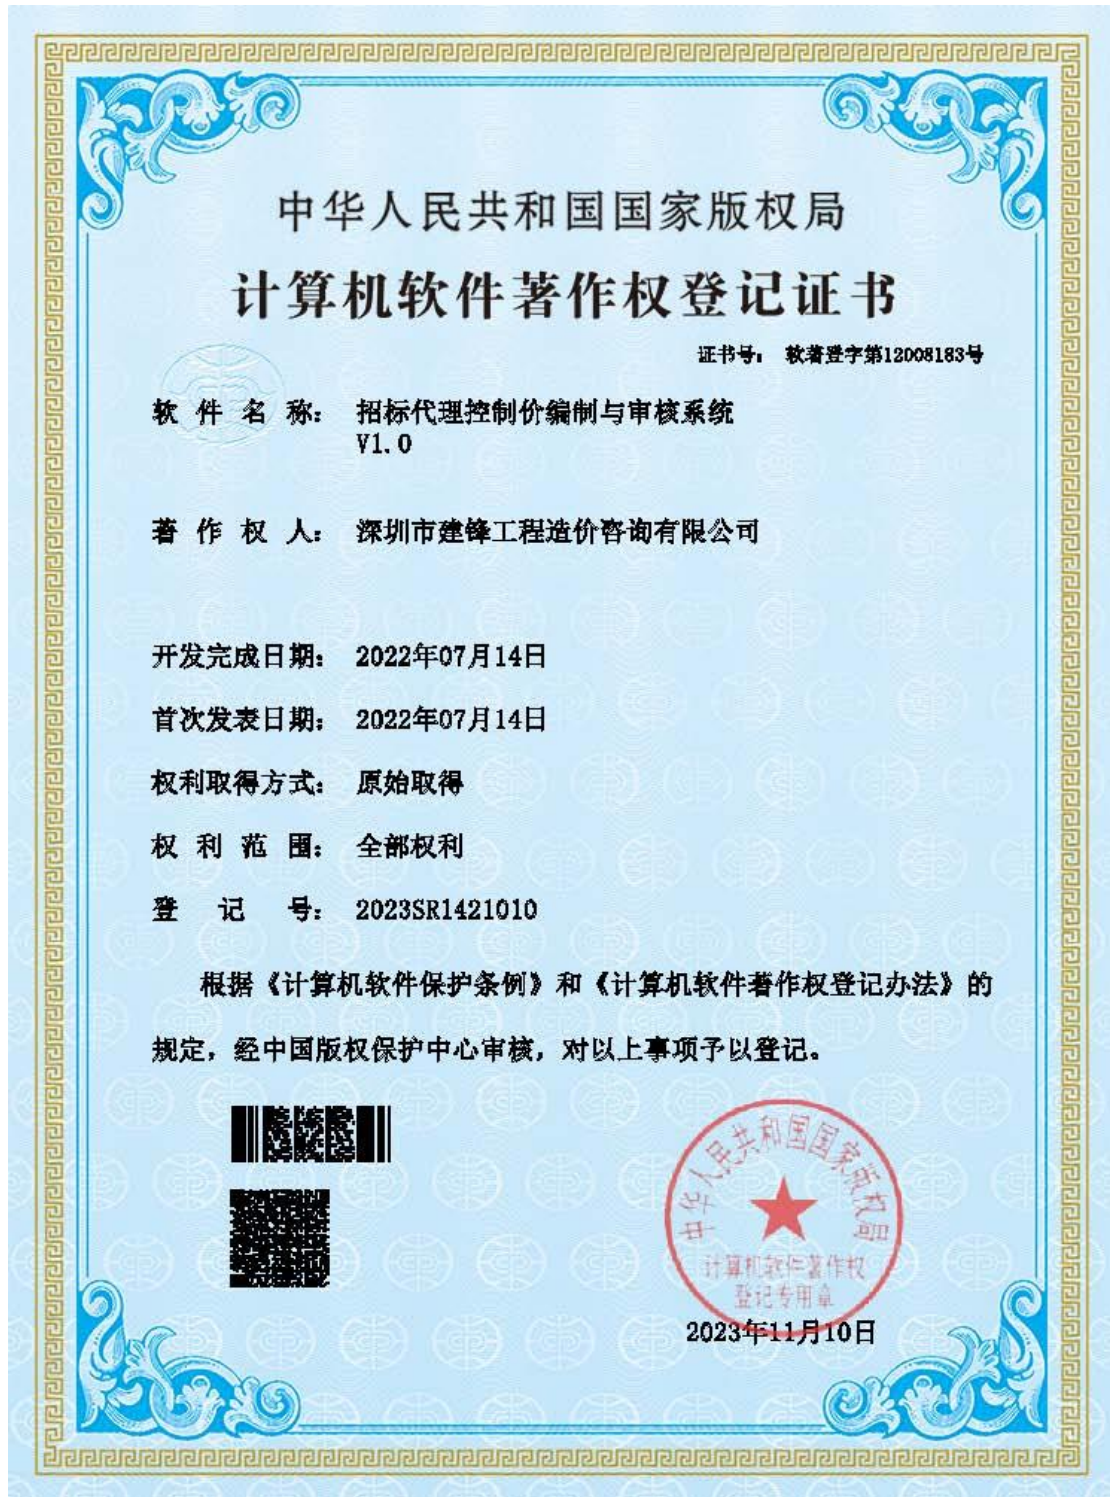 中华人民共和国国家版权局
计算机软件著作权登记证书
证书号： 软著登字第12008183号
软件名称： 招标代理控制价编制与审核系统
V1.0
著作权人： 深圳市建锋工程造价咨询有限公司
开发完成日期： 2022年07月14日
首次发表日期： 2022年07月14日
权利取得方式： 原始取得
权利范围： 全部权利
登记号： 2023SR1421010
根据《计算机软件保护条例》和《计算机软件著作权登记办法》的
规定，经中国版权保护中心审核，对以上事项予以登记。
中华人民共和国国家版权局
计算机软件著作权
登记专用章
2023年11月10日